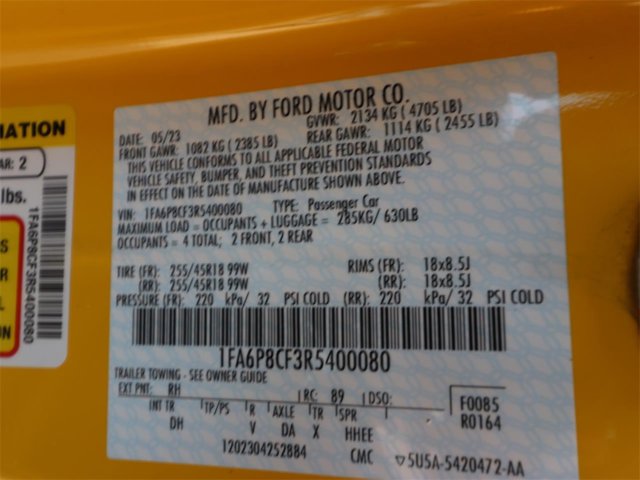 MFD. BY FORD MOTOR CO.
DATE: 05/23
GVWR: 2134 KG ( 4705 LB)
FRONT GAWR: 1082 KG ( 2385 LB)
REAR GAWR: 1114 KG ( 2455 LB)
THIS VEHICLE CONFORMS TO ALL APPLICABLE FEDERAL MOTOR
VEHICLE SAFETY, BUMPER, AND THEFT PREVENTION STANDARDS
IN EFFECT ON THE DATE OF MANUFACTURE SHOWN ABOVE.
VIN: 1FA6P8CF3R5400080 TYPE: Passenger Car
MAXIMUM LOAD = OCCUPANTS + LUGGAGE = 285KG/ 630LB
OCCUPANTS = 4 TOTAL; 2 FRONT, 2 REAR
TIRE (FR): 255/45R18 99W RIMS (FR): 18x8.5J
(RR): 255/45R18 99W (RR): 18x8.5J
PRESSURE (FR): 220 kPa/ 32 PSI COLD (RR): 220 kPa/ 32 PSI COLD
1FA6P8CF3R5400080
TRAILER TOWING - SEE OWNER GUIDE
EXT PNT: RH RC: 89 DSO:
INT TR TP/PS R AXLE TR SPR F0085
DH V DA X HHEE R0164
1202304252884 CMC ▽5U5A-5420472-AA
MATION
AR: 2
lbs.
S
R
L
ON
1FA6P8CF3R5400080